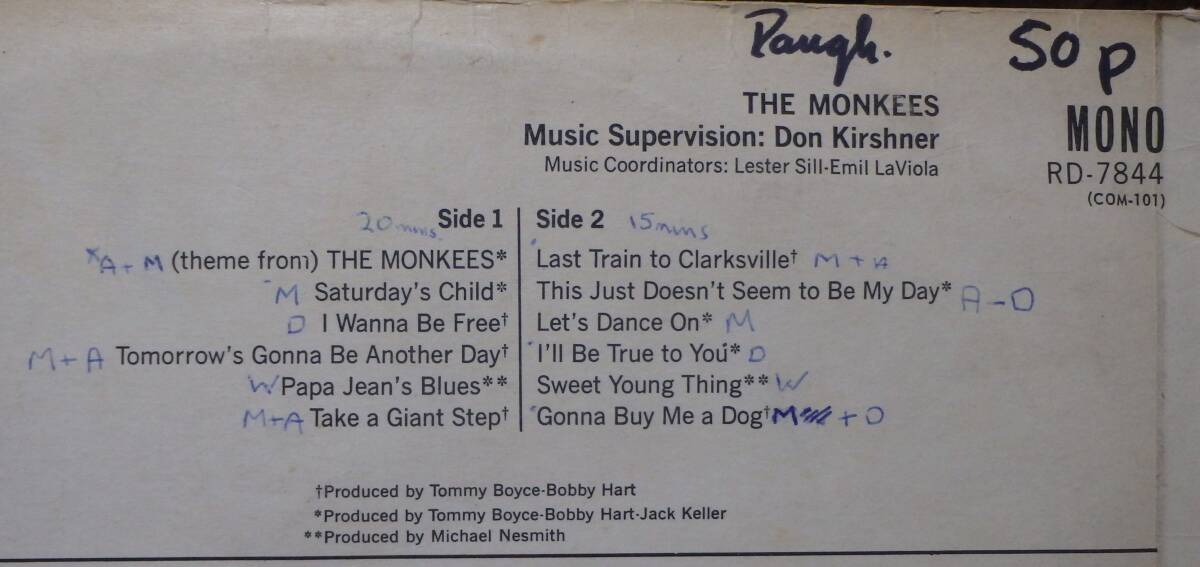 50 p
THE MONKEES
Music Supervision: Don Kirshner
Music Coordinators: Lester Sill-Emil LaViola
MONO
RD-7844
(COM-101)
20 mins. Side 1
*A + M (theme from) THE MONKEES*
M Saturday's Child*
D I Wanna Be Free†
M + A Tomorrow's Gonna Be Another Day†
W Papa Jean's Blues**
M + A Take a Giant Step†
Side 2 15 mins
Last Train to Clarksville† M + A
This Just Doesn't Seem to Be My Day* A - D
Let's Dance On* M
I'll Be True to You* D
Sweet Young Thing** W
Gonna Buy Me a Dog† M + D
†Produced by Tommy Boyce-Bobby Hart
*Produced by Tommy Boyce-Bobby Hart-Jack Keller
**Produced by Michael Nesmith